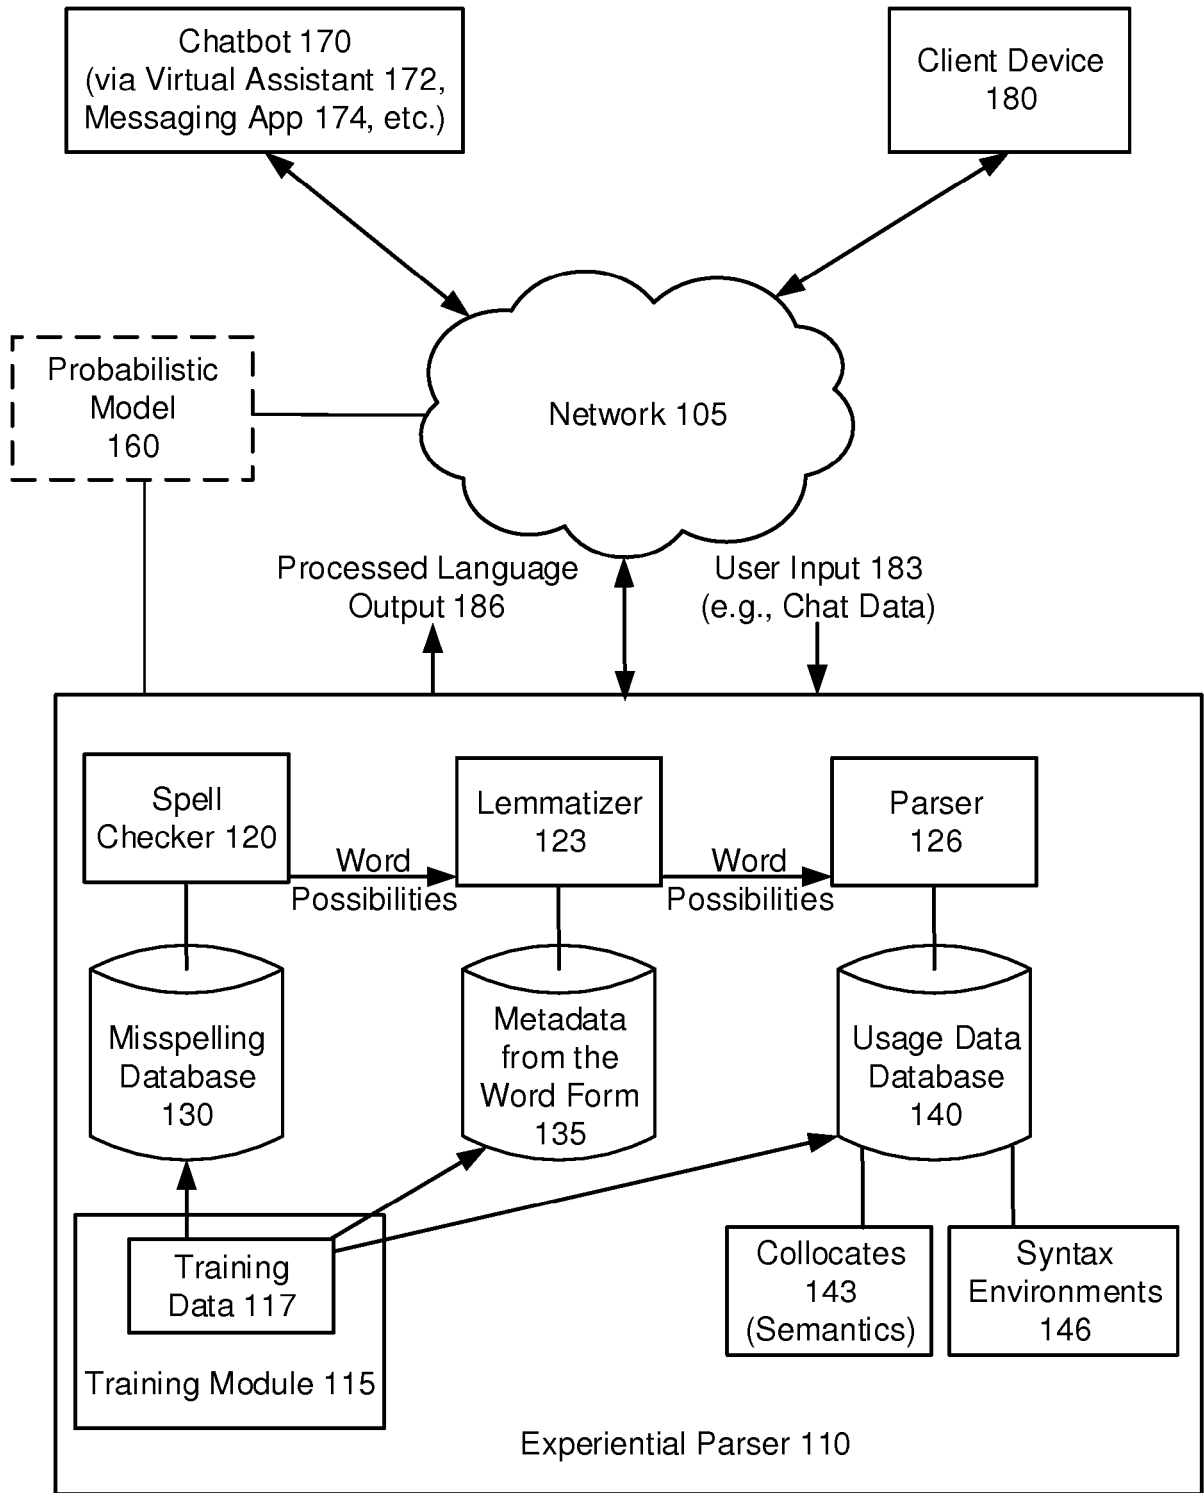 Chatbot 170
(via Virtual Assistant 172,
Messaging App 174, etc.)
Client Device
180
Probabilistic
Model
160
Network 105
Processed Language
Output 186
User Input 183
(e.g., Chat Data)
Spell
Checker 120
Word
Possibilities
Lemmatizer
123
Word
Possibilities
Parser
126
Misspelling
Database
130
Metadata
from the
Word Form
135
Usage Data
Database
140
Training
Data 117
Training Module 115
Collocates
143
(Semantics)
Syntax
Environments
146
Experiential Parser 110